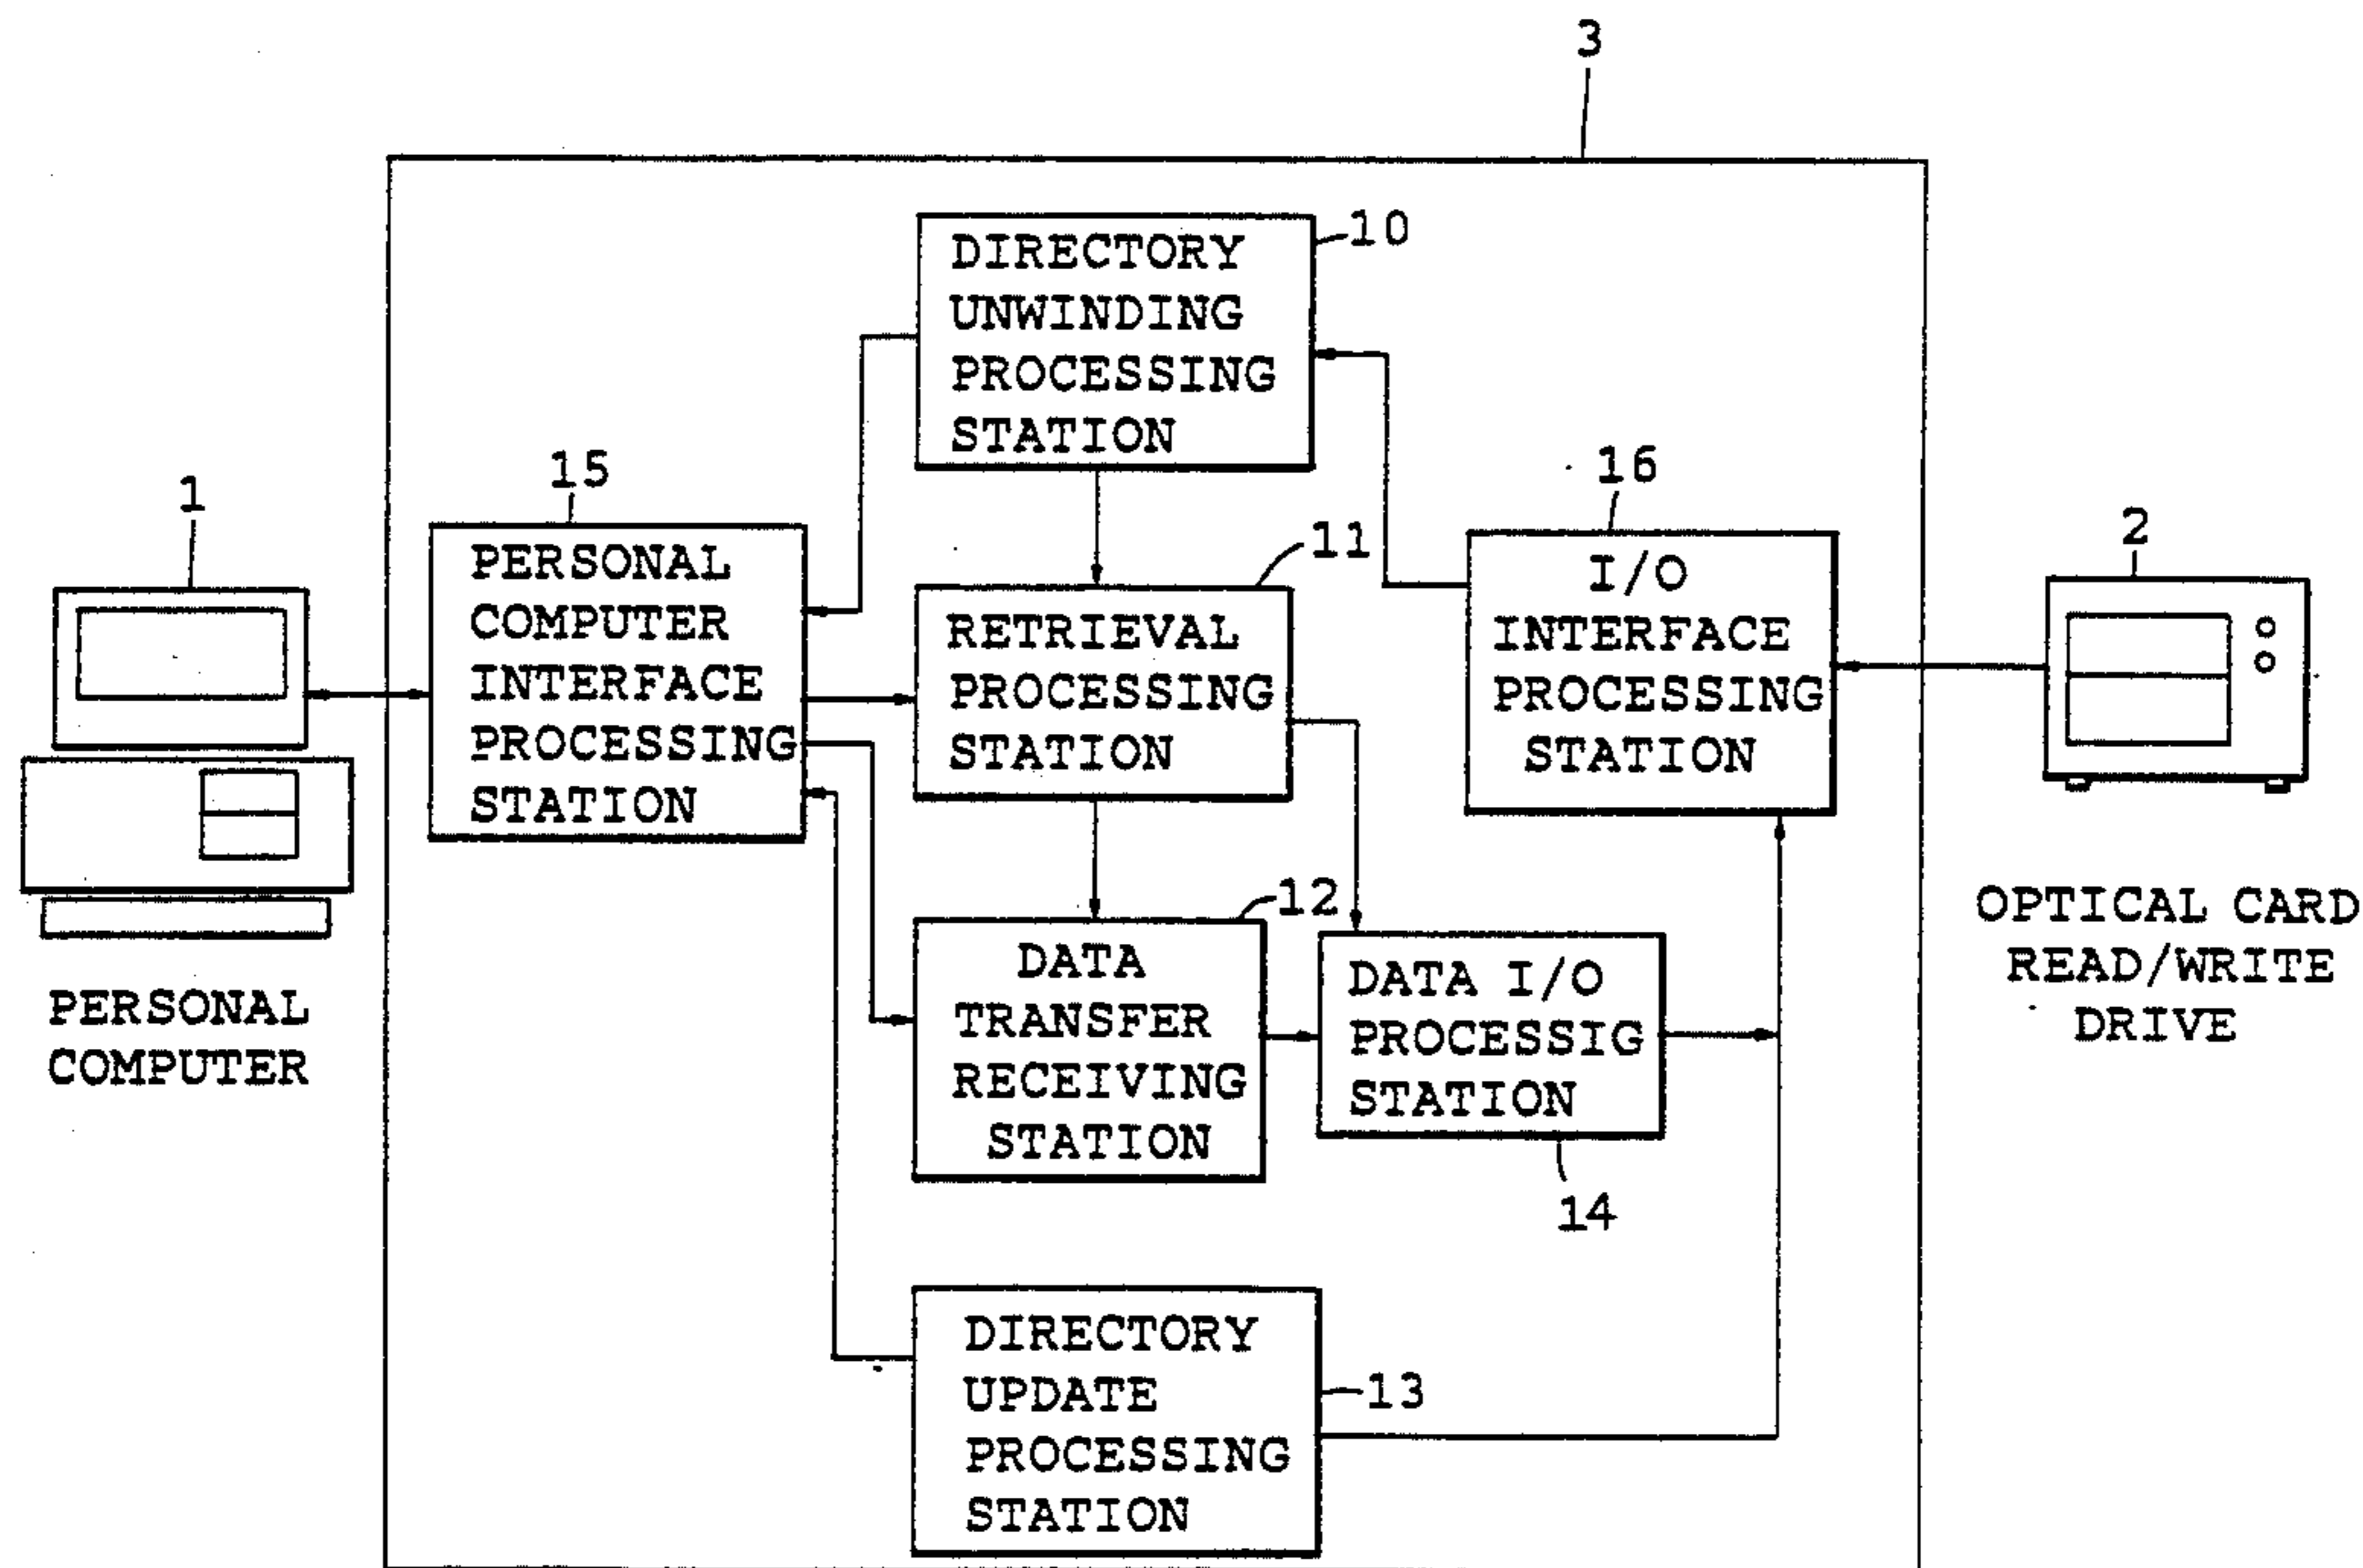 3
10
DIRECTORY
UNWINDING
PROCESSING
STATION
15
PERSONAL
COMPUTER
INTERFACE
PROCESSING
STATION
1
PERSONAL
COMPUTER
11
RETRIEVAL
PROCESSING
STATION
16
I/O
INTERFACE
PROCESSING
STATION
2
OPTICAL CARD
READ/WRITE
DRIVE
12
DATA
TRANSFER
RECEIVING
STATION
DATA I/O
PROCESSIG
STATION
14
DIRECTORY
UPDATE
PROCESSING
STATION
13